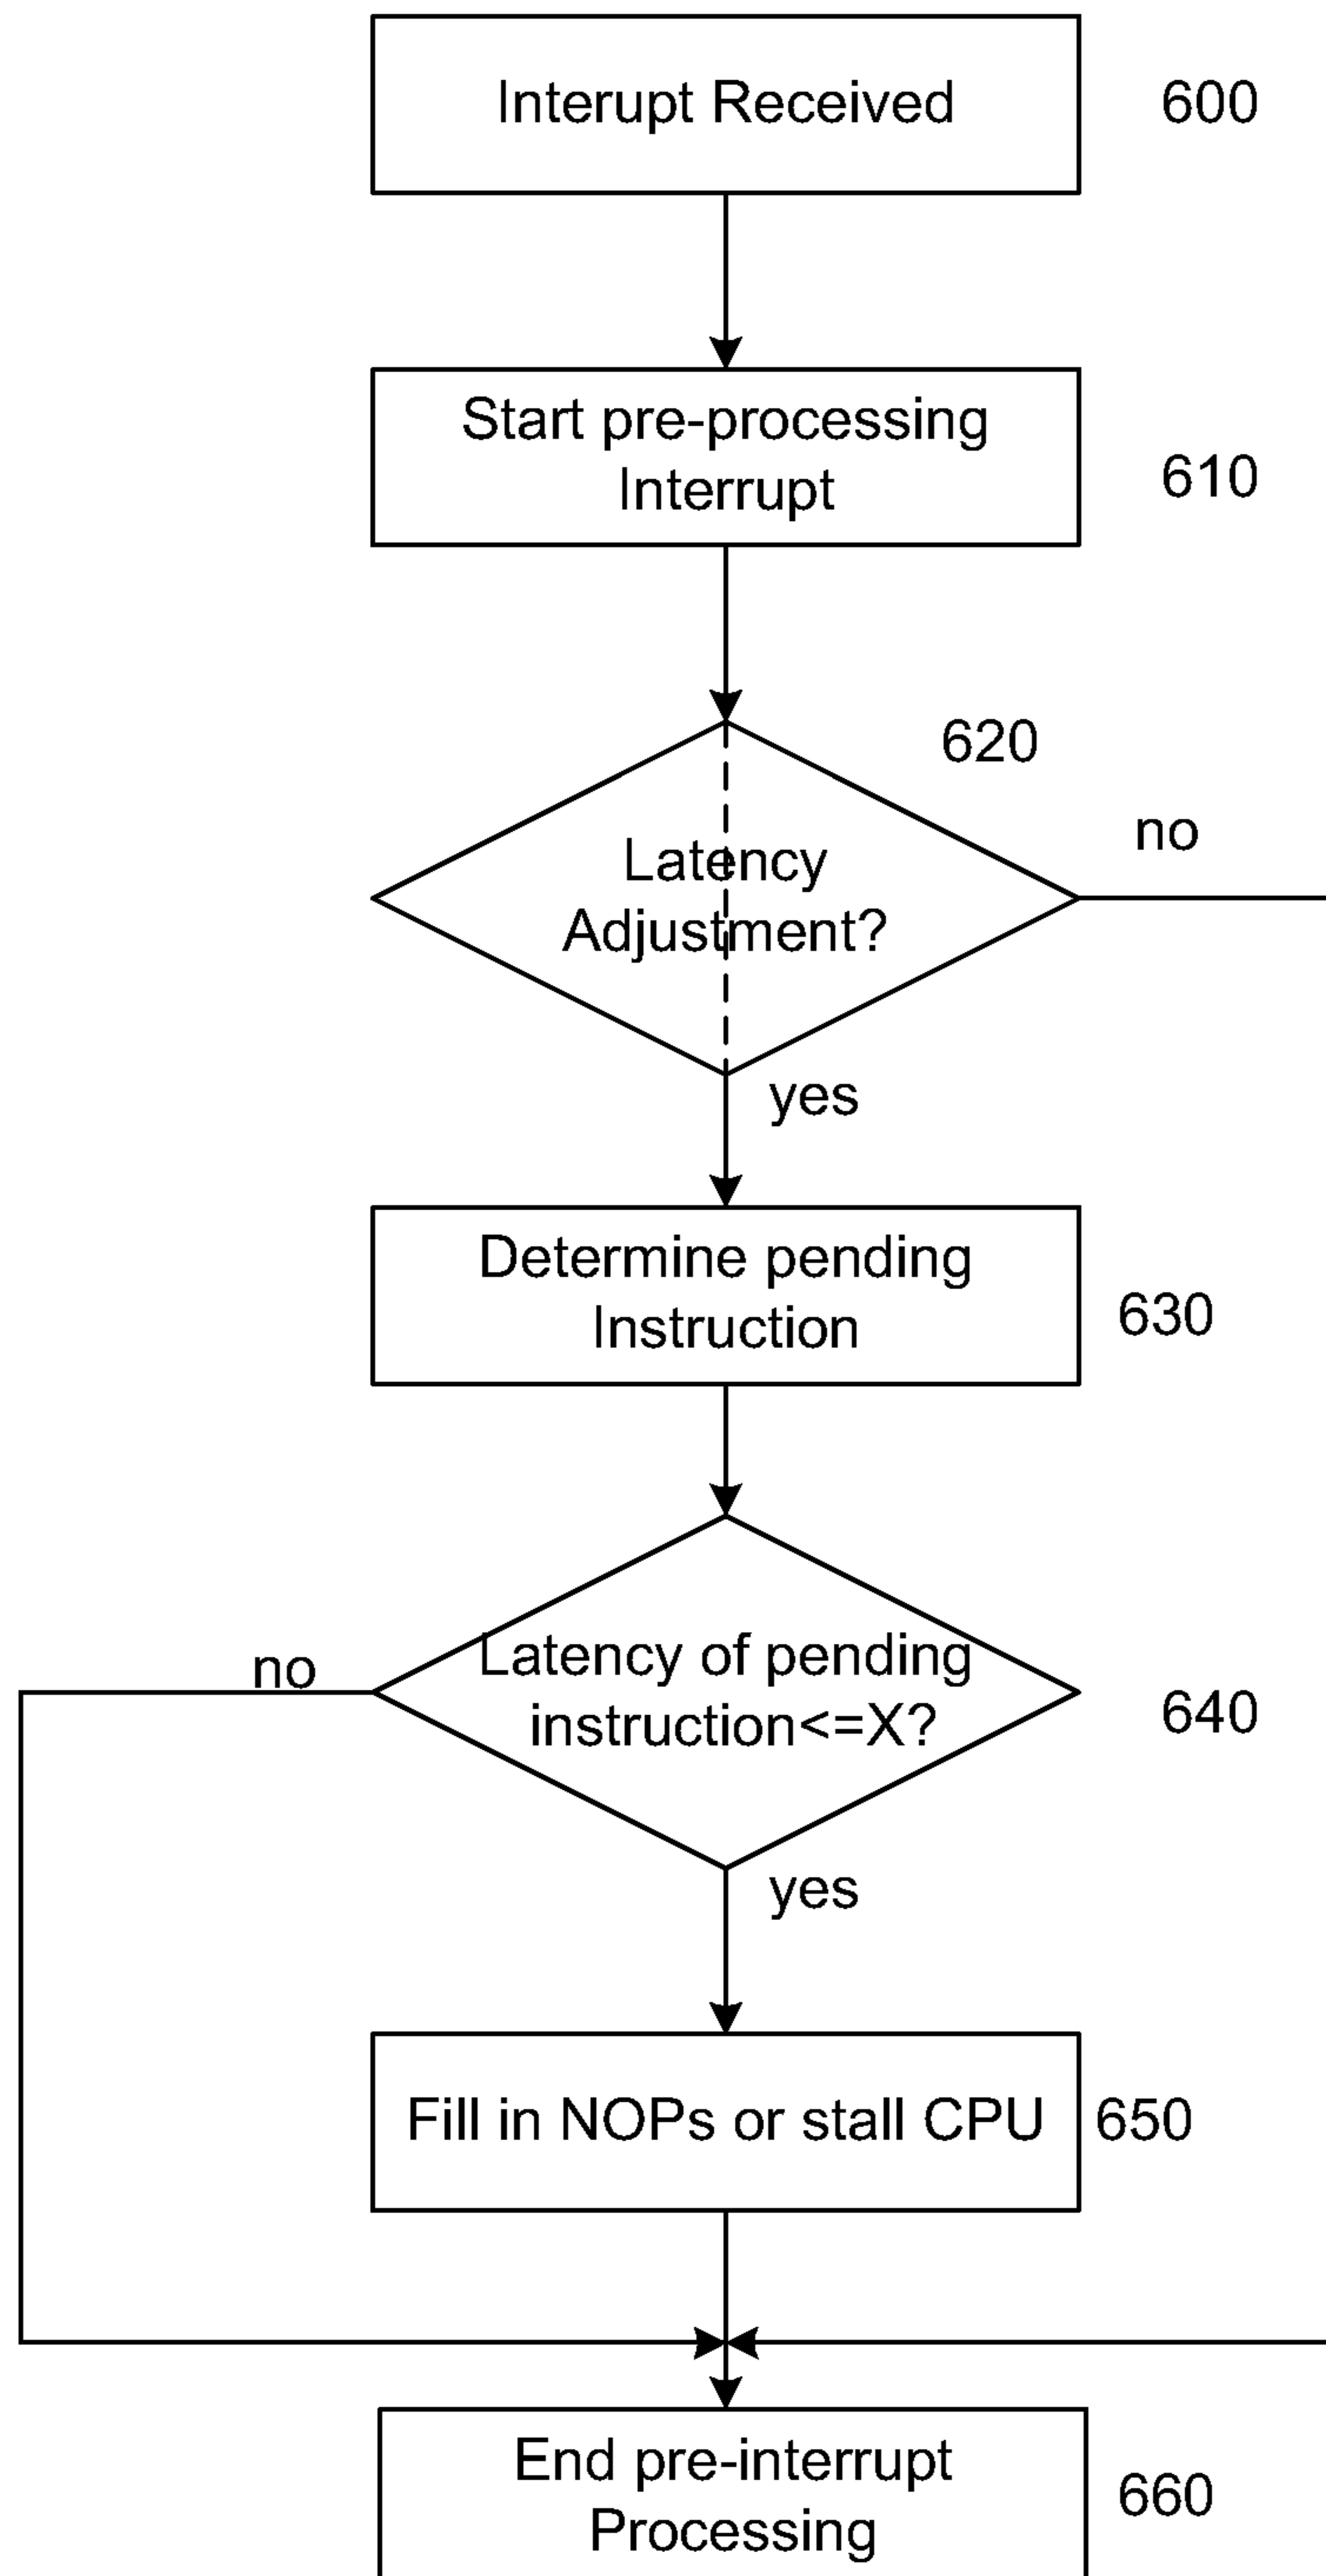 Interupt Received
600
Start pre-processing
Interrupt
610
620
Latency
Adjustment?
no
yes
Determine pending
Instruction
630
Latency of pending
instruction<=X?
no
640
yes
Fill in NOPs or stall CPU
650
End pre-interrupt
Processing
660